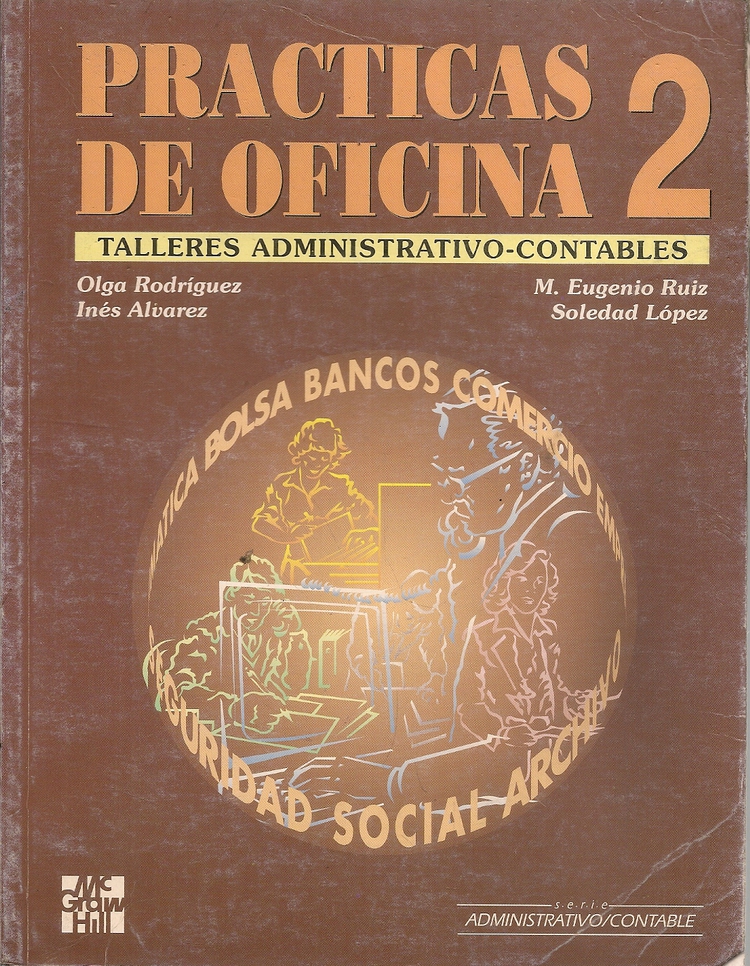 PRACTICAS
DE OFICINA 2
TALLERES ADMINISTRATIVO-CONTABLES
Olga Rodríguez
Inés Alvarez
M. Eugenio Ruiz
Soledad López
BOLSA BANCOS COMERCIO
SEGURIDAD SOCIAL ARCHIVO
Mc
Graw
Hill
serie
ADMINISTRATIVO/CONTABLE